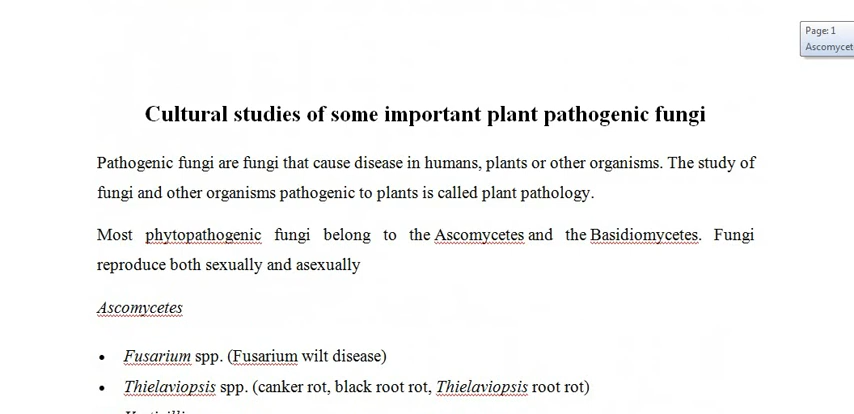 Page: 1
Cultural studies of some important plant pathogenic fungi
Pathogenic fungi are fungi that cause disease in humans, plants or other organisms. The study of
fungi and other organisms pathogenic to plants is called plant pathology.
Most phytopathogenic fungi belong to the Ascomycetes and the Basidiomycetes. Fungi
reproduce both sexually and asexually
Ascomycetes
• Fusarium spp. (Fusarium wilt disease)
• Thielaviopsis spp. (canker rot, black root rot, Thielaviopsis root rot)